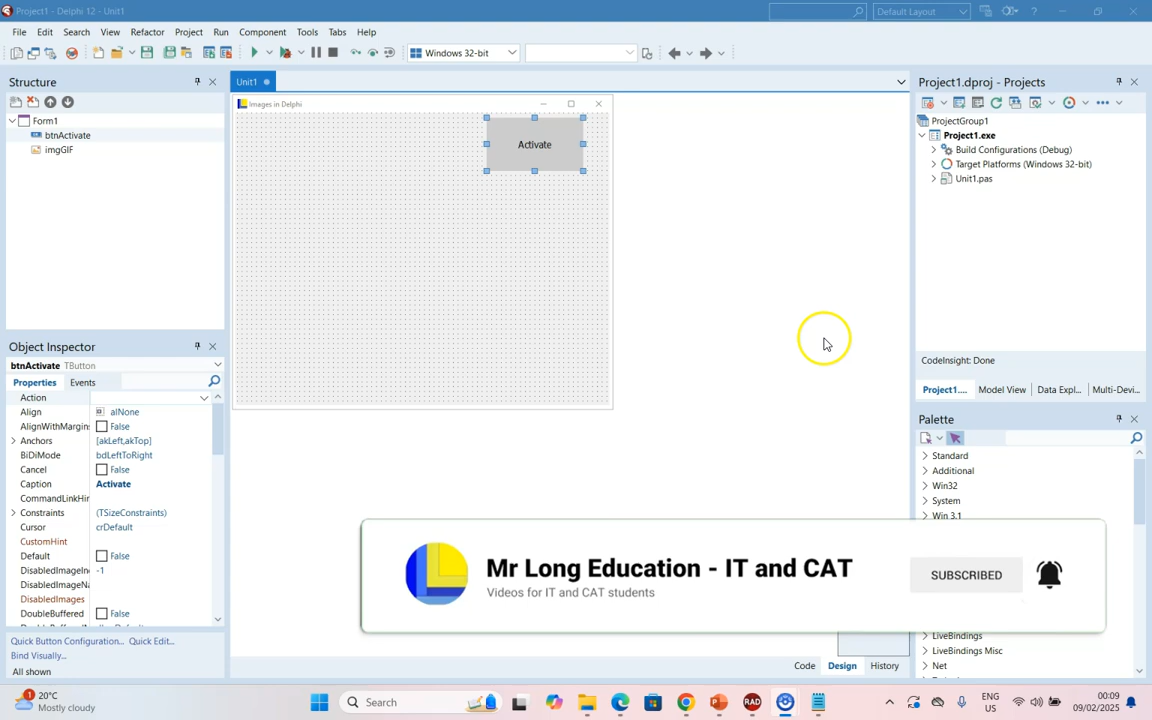 Project1 - Delphi 12 - Unit1
Default Layout
File Edit Search View Refactor Project Run Component Tools Tabs Help
Windows 32-bit
Structure
Form1
btnActivate
imgGIF
Unit1
Images in Delphi
Activate
Project1.dproj - Projects
ProjectGroup1
Project1.exe
Build Configurations (Debug)
Target Platforms (Windows 32-bit)
Unit1.pas
CodeInsight: Done
Project1.... Model View Data Expl... Multi-Devi...
Object Inspector
btnActivate TButton
Properties Events
Action
Align alNone
AlignWithMargin False
Anchors [akLeft,akTop]
BiDiMode bdLeftToRight
Cancel False
Caption Activate
CommandLinkHin
Constraints (TSizeConstraints)
Cursor crDefault
CustomHint
Default False
DisabledImageIn -1
DisabledImageNa
DisabledImages
DoubleBuffered False
Quick Button Configuration... Quick Edit...
Bind Visually...
All shown
Palette
Standard
Additional
Win32
System
Win 3.1
LiveBindings
LiveBindings Misc
Net
Mr Long Education - IT and CAT
Videos for IT and CAT students
SUBSCRIBED
Code Design History
1
20°C
Mostly cloudy
Search
RAD
ENG
US
00:09
09/02/2025